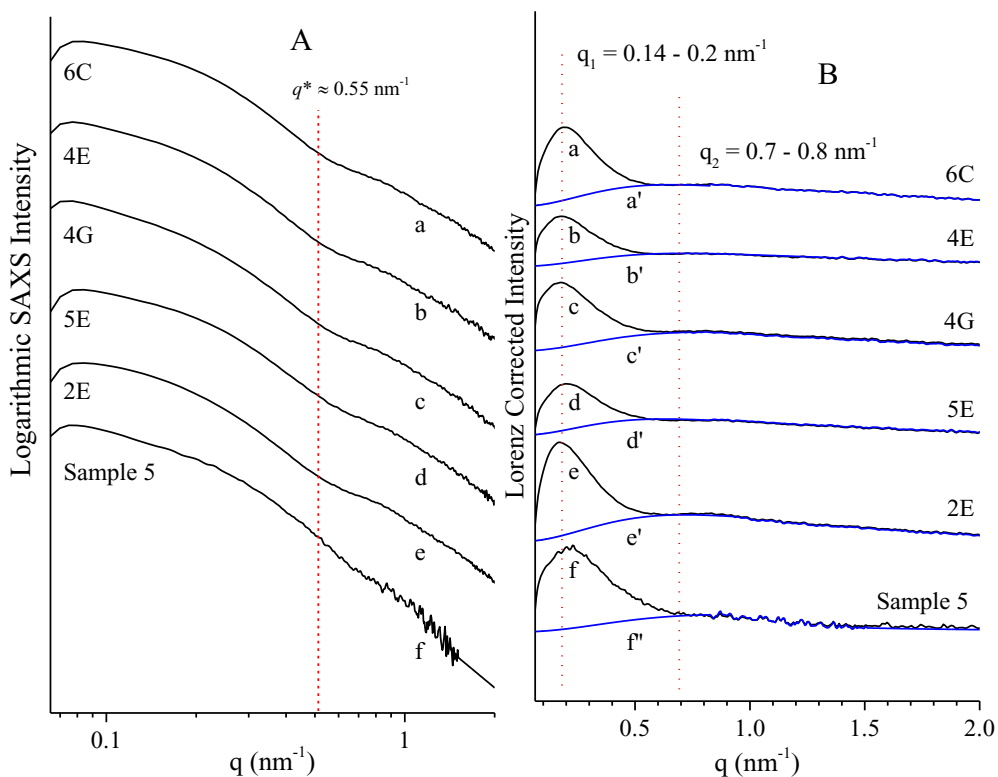 A
6C
q* ≈ 0.55 nm⁻¹
4E
4G
5E
2E
Sample 5
a
b
c
d
e
f
Logarithmic SAXS Intensity
0.1
1
q (nm⁻¹)
q₁ = 0.14 - 0.2 nm⁻¹
B
q₂ = 0.7 - 0.8 nm⁻¹
a
6C
a'
b
4E
b'
c
4G
c'
d
5E
d'
e
2E
e'
f
Sample 5
f"
Lorenz Corrected Intensity
0.5
1.0
1.5
2.0
q (nm⁻¹)